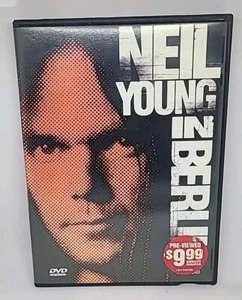 NEIL
YOUNG
IN BERLIN
DVD
PRE-VIEWED
$9.99